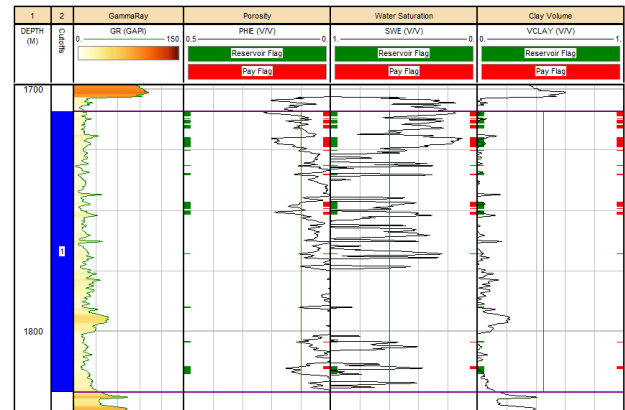 1 2 GammaRay Porosity Water Saturation Clay Volume
DEPTH (M) Cutoffs GR (GAPI) PHIE (V/V) SWE (V/V) VCLAY (V/V)
0. 150. 0.5 0. 1. 0. 0. 1.
Reservoir Flag Reservoir Flag Reservoir Flag
Pay Flag Pay Flag Pay Flag
1700
1
1800